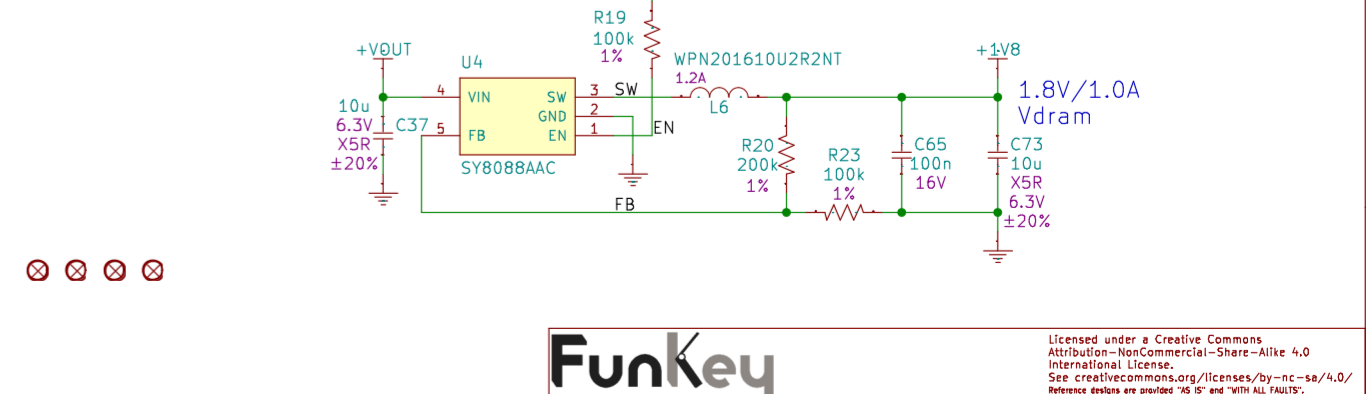 R19
100k
1%
+VOUT
U4
WPN201610U2R2NT
1.2A
L6
+1V8
1.8V/1.0A
Vdram
4 VIN SW 3 SW
GND 2
5 FB EN 1 EN
SY8088AAC
10u
6.3V
X5R
±20%
C37
R20
200k
1%
R23
100k
1%
C65
100n
16V
C73
10u
X5R
6.3V
±20%
FB
FunKey
Licensed under a Creative Commons
Attribution-NonCommercial-Share-Alike 4.0
International License.
See creativecommons.org/licenses/by-nc-sa/4.0/
Reference designs are provided "AS IS" and "WITH ALL FAULTS".